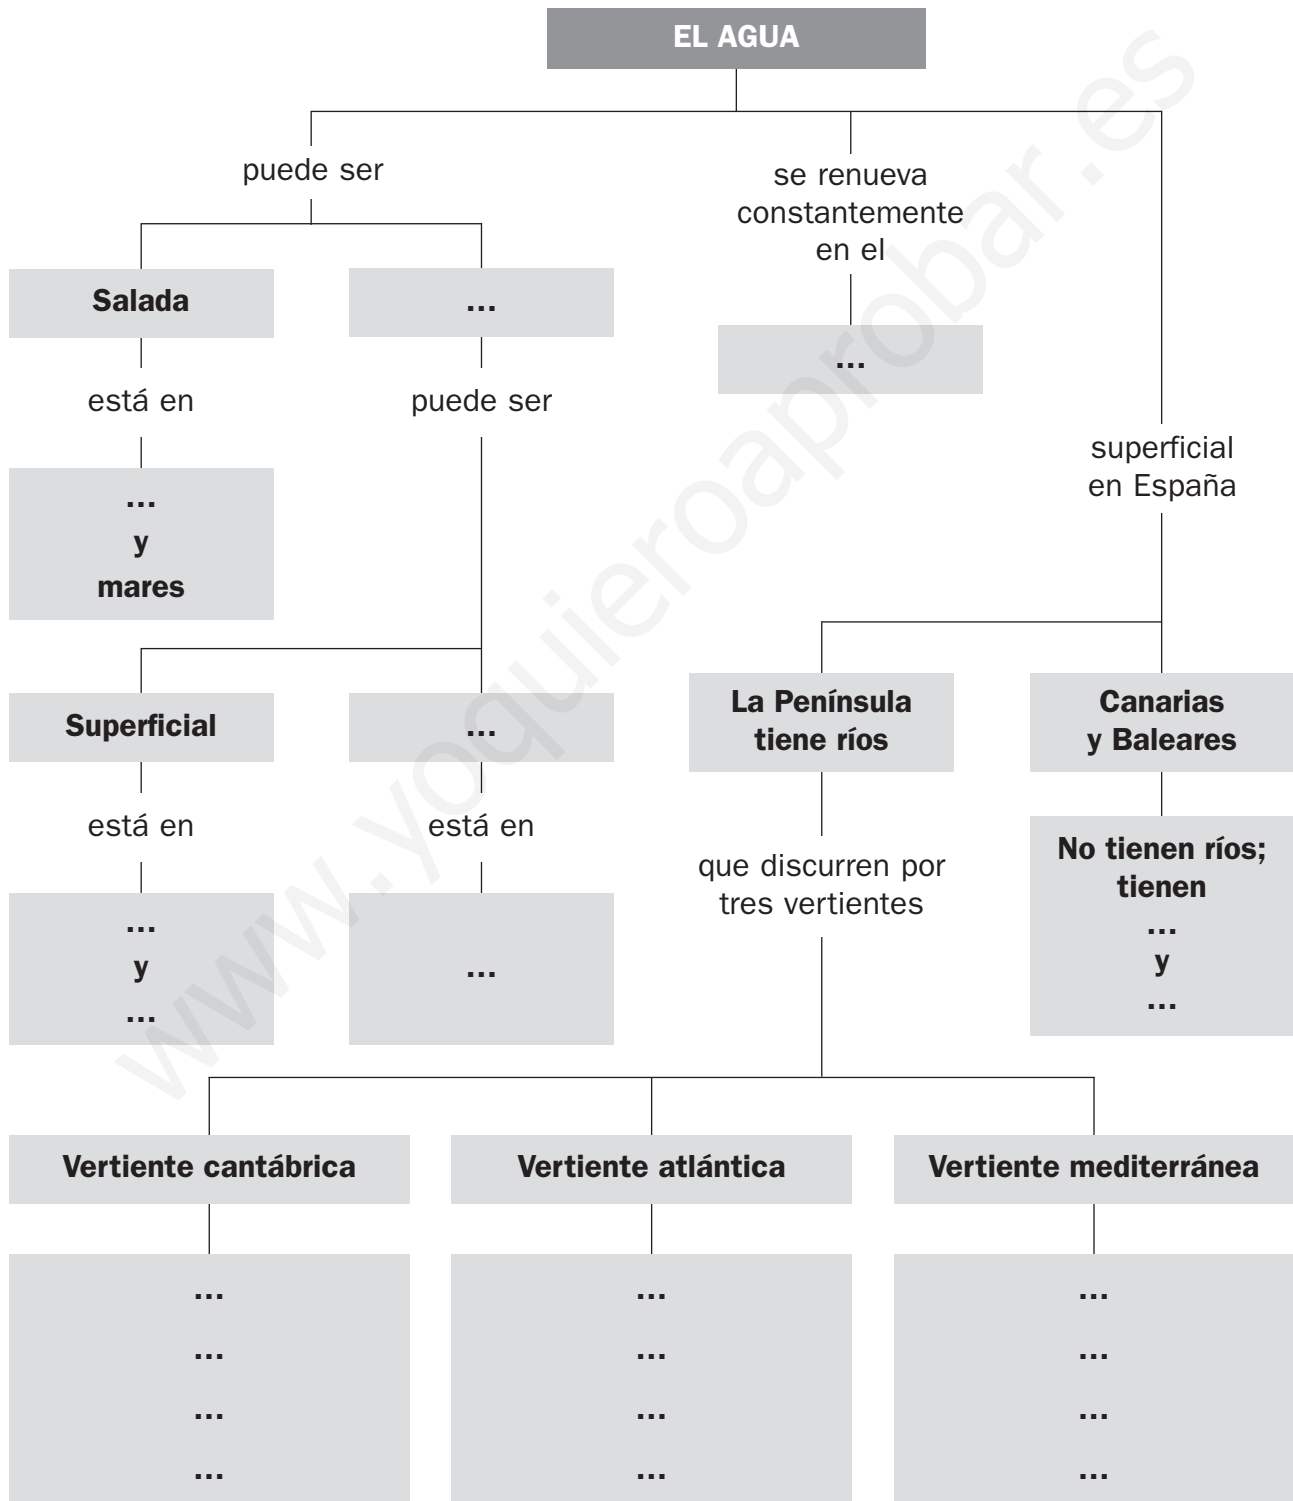 EL AGUA
puede ser
se renueva
constantemente
en el
Salada
...
...
está en
puede ser
superficial
en España
...
y
mares
Superficial
...
La Península
tiene ríos
Canarias
y Baleares
está en
está en
que discurren por
tres vertientes
No tienen ríos;
tienen
...
y
...
...
y
...
...
Vertiente cantábrica
Vertiente atlántica
Vertiente mediterránea
...
...
...
...
...
...
...
...
...
...
...
...
www.yoquieroaprobar.es